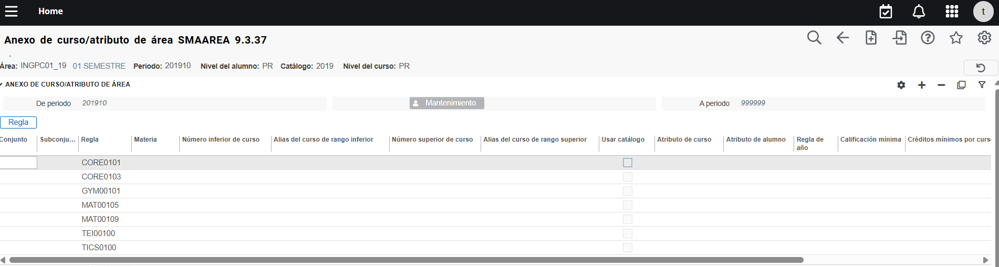 Home
t
Anexo de curso/atributo de área SMAAREA 9.3.37
Área: INGPC01_19 01 SEMESTRE Periodo: 201910 Nivel del alumno: PR Catálogo: 2019 Nivel del curso: PR
ANEXO DE CURSO/ATRIBUTO DE ÁREA
De periodo 201910 Mantenimiento A periodo 999999
Regla
Conjunto Subconju... Regla Materia Número inferior de curso Alias del curso de rango inferior Número superior de curso Alias del curso de rango superior Usar catálogo Atributo de curso Atributo de alumno Regla de año Calificación mínima Créditos mínimos por curso
CORE0101
CORE0103
GYM00101
MAT00105
MAT00109
TEI00100
TICS0100